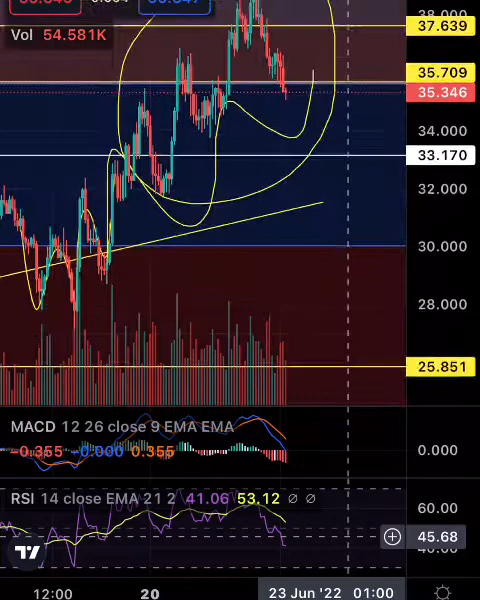 38.000
37.639
Vol 54.581K
35.709
35.346
34.000
33.170
32.000
30.000
28.000
25.851
MACD 12 26 close 9 EMA EMA
−0.355 −0.000 0.355
0.000
RSI 14 close EMA 21 2 41.06 53.12 ∅ ∅
60.00
45.68
12:00 20 23 Jun '22 01:00